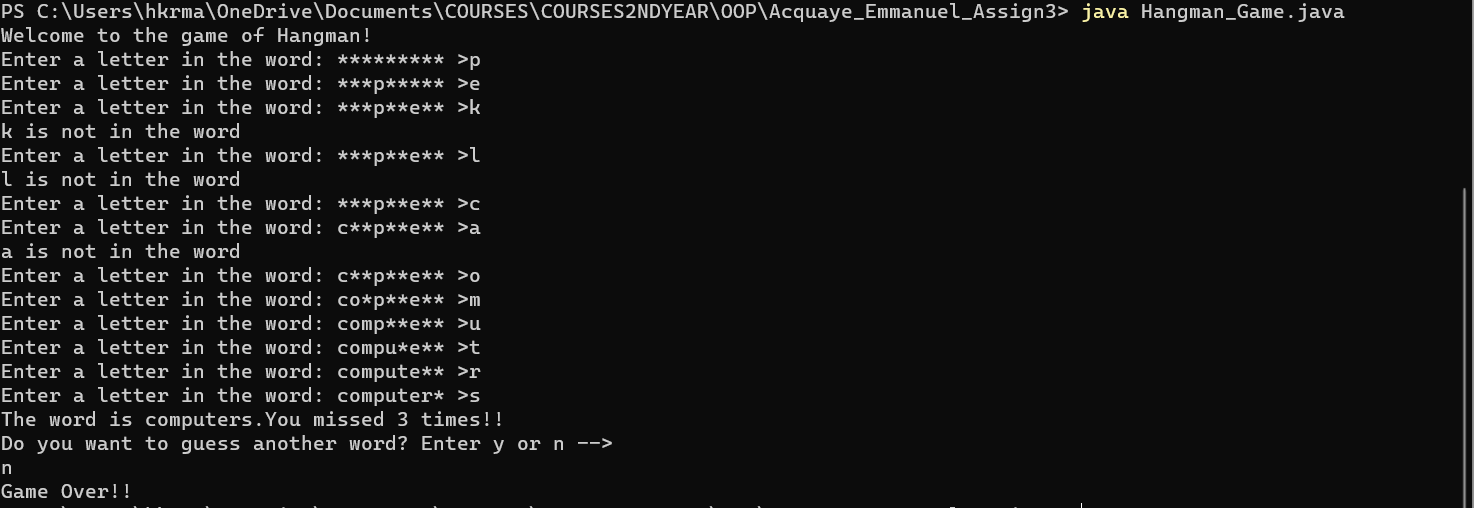 PS C:\Users\hkrma\OneDrive\Documents\COURSES\COURSES2NDYEAR\OOP\Acquaye_Emmanuel_Assign3> java Hangman_Game.java
Welcome to the game of Hangman!
Enter a letter in the word: ********* >p
Enter a letter in the word: ***p***** >e
Enter a letter in the word: ***p**e** >k
k is not in the word
Enter a letter in the word: ***p**e** >l
l is not in the word
Enter a letter in the word: ***p**e** >c
Enter a letter in the word: c**p**e** >a
a is not in the word
Enter a letter in the word: c**p**e** >o
Enter a letter in the word: co*p**e** >m
Enter a letter in the word: comp**e** >u
Enter a letter in the word: compu*e** >t
Enter a letter in the word: compute** >r
Enter a letter in the word: computer* >s
The word is computers.You missed 3 times!!
Do you want to guess another word? Enter y or n -->
n
Game Over!!